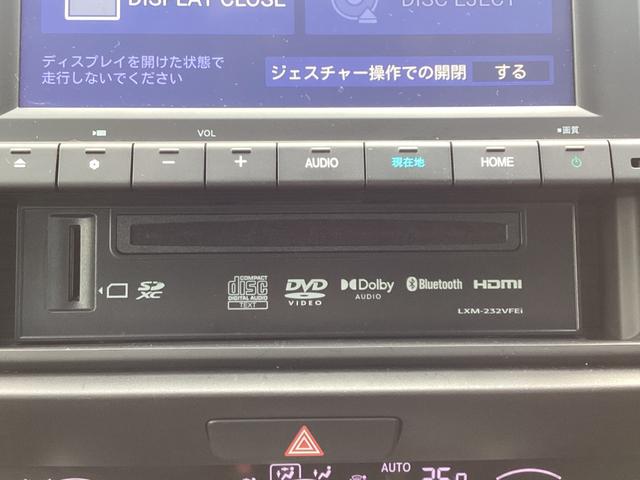 DISPLAY CLOSE
DISC EJECT
ディスプレイを開けた状態で
走行しないでください
ジェスチャー操作での開閉 する
VOL
■画質
AUDIO
現在地
HOME
SD XC
COMPACT disc DIGITAL AUDIO TEXT
DVD VIDEO
Dolby AUDIO
Bluetooth
HDMI
LXM-232VFEi
AUTO